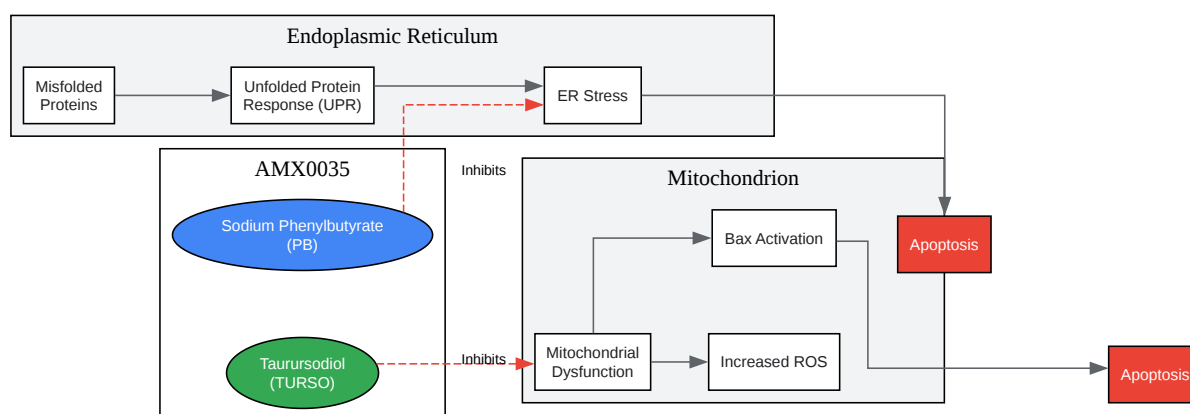 Endoplasmic Reticulum
Misfolded
Proteins
Unfolded Protein
Response (UPR)
ER Stress
AMX0035
Inhibits
Mitochondrion
Sodium Phenylbutyrate
(PB)
Bax Activation
Apoptosis
Taurursodiol
(TURSO)
Inhibits
Mitochondrial
Dysfunction
Increased ROS
Apoptosis